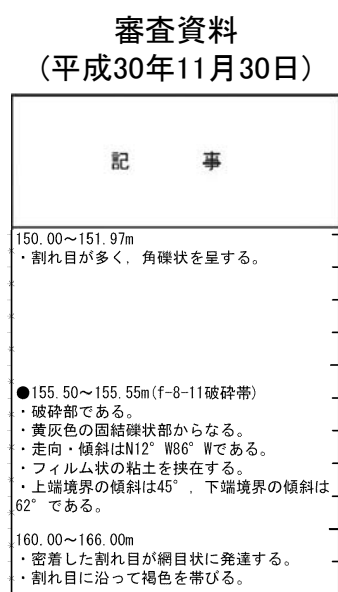 審査資料
(平成30年11月30日)
記 事
150.00～151.97m
・割れ目が多く，角礫状を呈する。
●155.50～155.55m(f-8-11破砕帯)
・破砕部である。
・黄灰色の固結礫状部からなる。
・走向・傾斜はN12°W86°Wである。
・フィルム状の粘土を挟在する。
・上端境界の傾斜は45°，下端境界の傾斜は
62°である。
160.00～166.00m
・密着した割れ目が網目状に発達する。
・割れ目に沿って褐色を帯びる。